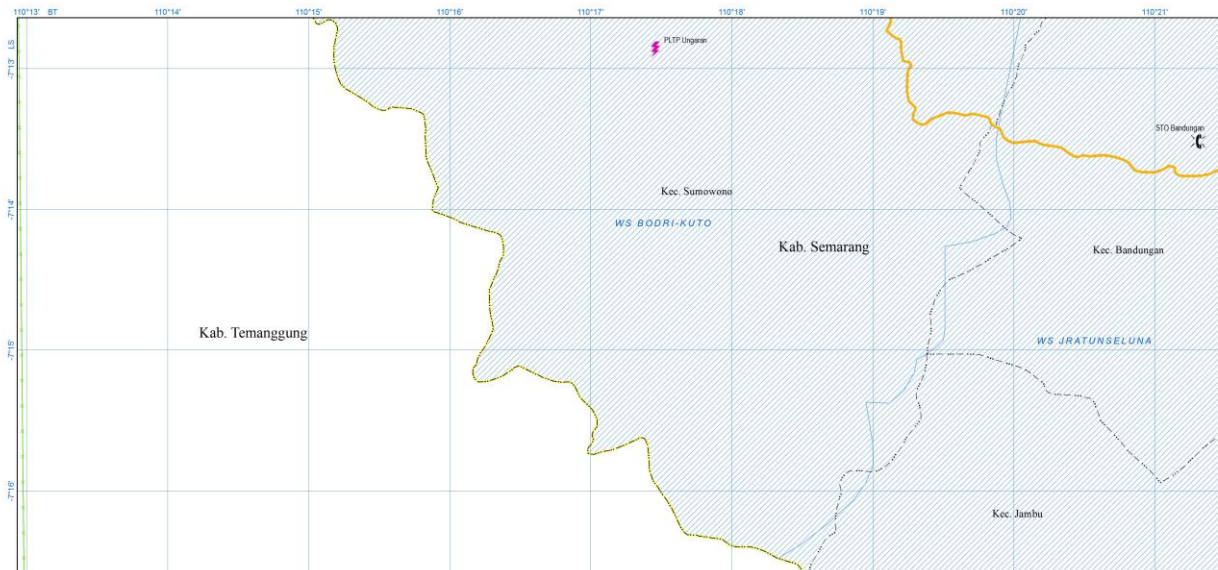 110°13' BT 110°14' 110°15' 110°16' 110°17' 110°18' 110°19' 110°20' 110°21'
-7°13' LS
PLTP Ungaran
STO Bandungan
Kec. Sumowono
-7°14'
WS BODRI-KUTO
Kab. Semarang
Kec. Bandungan
Kab. Temanggung
WS JRATUNSELUNA
-7°15'
-7°16'
Kec. Jambu